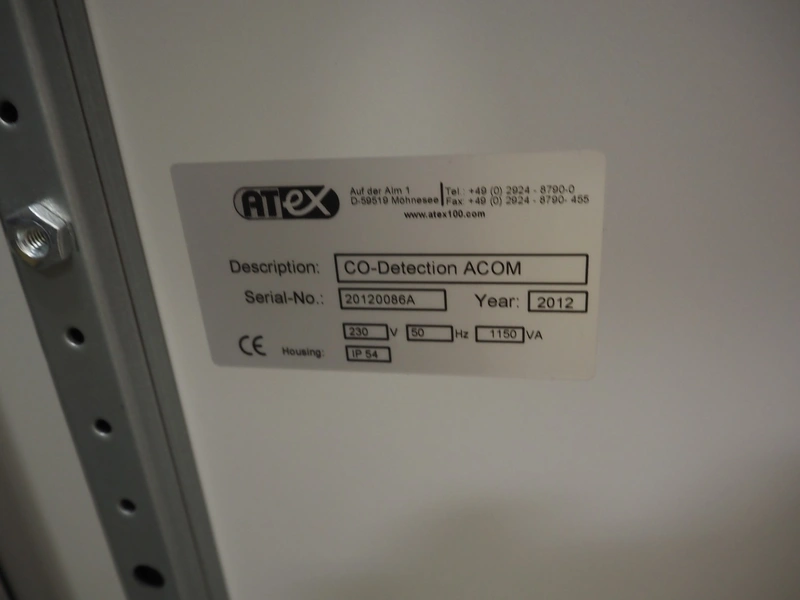 ATex
Auf der Alm 1
D-59519 Möhnesee
Tel.: +49 (0) 2924 - 8790-0
Fax: +49 (0) 2924 - 8790- 455
www.atex100.com
Description: CO-Detection ACOM
Serial-No.: 20120086A Year: 2012
230 V 50 Hz 1150 VA
CE Housing: IP 54